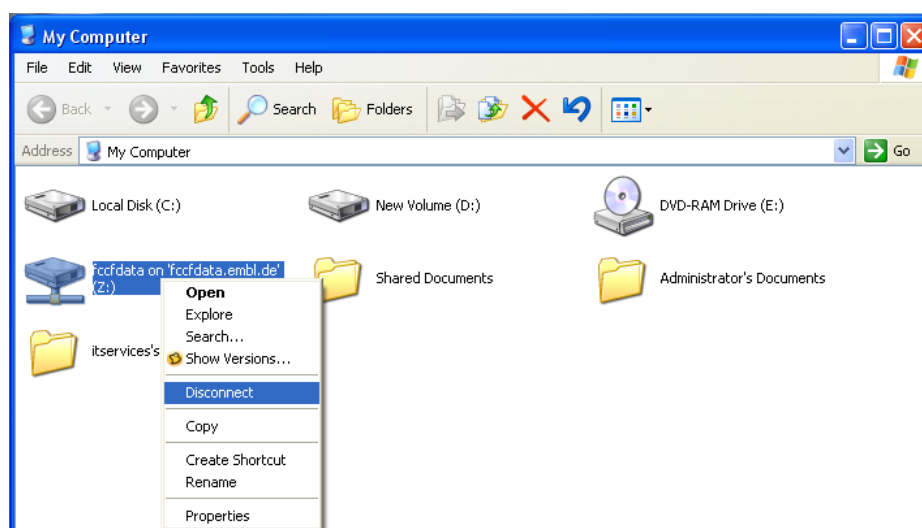 My Computer
File Edit View Favorites Tools Help
Back Search Folders
Address My Computer Go
Local Disk (C:) New Volume (D:) DVD-RAM Drive (E:)
fccfdata on 'fccfdata.embl.de'
(Z:)
Shared Documents Administrator's Documents
itservices's
Open
Explore
Search...
Show Versions...
Disconnect
Copy
Create Shortcut
Rename
Properties